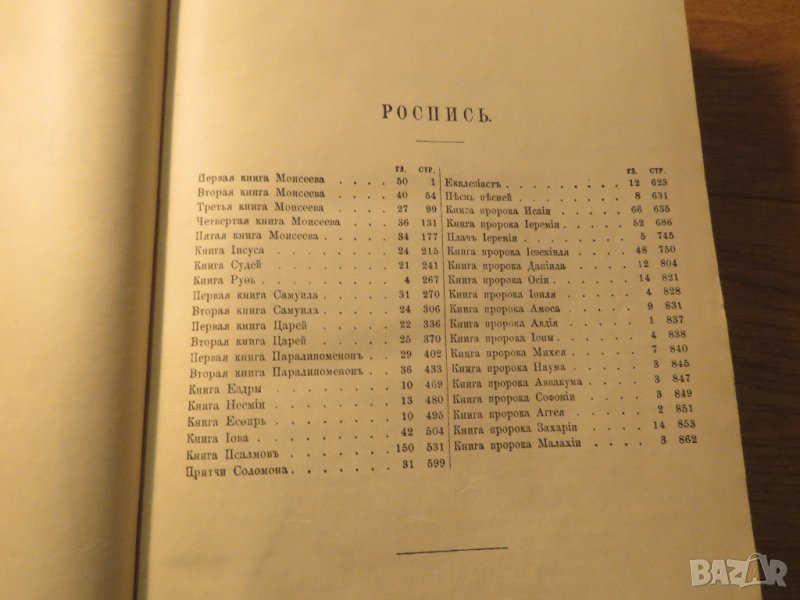 РОСПИСЬ.
ГЛ. СТР.
Первая книга Моисеева . . . . 50 1
Вторая книга Моисеева . . . . 40 54
Третья книга Моисеева . . . . 27 99
Четвертая книга Моисеева . . . 36 131
Пятая книга Моисеева . . . . 34 177
Книга Іисуса . . . . . . . 24 215
Книга Судей . . . . . . . 21 241
Книга Руѳь . . . . . . . 4 267
Первая книга Самуила . . . . 31 270
Вторая книга Самуила . . . . 24 306
Первая книга Царей . . . . 22 336
Вторая книга Царей . . . . 25 370
Первая книга Паралипоменонъ . . 29 402
Вторая книга Паралипоменонъ . . 36 433
Книга Ездры . . . . . . . 10 469
Книга Нееміи . . . . . . . 13 480
Книга Есѳирь . . . . . . . 10 495
Книга Іова . . . . . . . 42 504
Книга Псалмовъ . . . . . . 150 531
Притчи Соломона . . . . . . 31 599
ГЛ. СТР.
Екклезіастъ . . . . . . . 12 623
Пѣснь пѣсней . . . . . . 8 631
Книга пророка Исаіи . . . . 66 635
Книга пророка Іереміи . . . . 52 686
Плачъ Іереміи . . . . . . 5 745
Книга пророка Іезекіиля . . . 48 750
Книга пророка Даніила . . . . 12 804
Книга пророка Осіи . . . . 14 821
Книга пророка Іоиля . . . . 4 828
Книга пророка Амоса . . . . 9 831
Книга пророка Авдія . . . . 1 837
Книга пророка Іоны . . . . 4 838
Книга пророка Михея . . . . 7 840
Книга пророка Наума . . . . 3 845
Книга пророка Аввакума . . . 3 847
Книга пророка Софоніи . . . . 3 849
Книга пророка Аггея . . . . 2 851
Книга пророка Захаріи . . . . 14 853
Книга пророка Малахіи . . . . 3 862
BAZAR